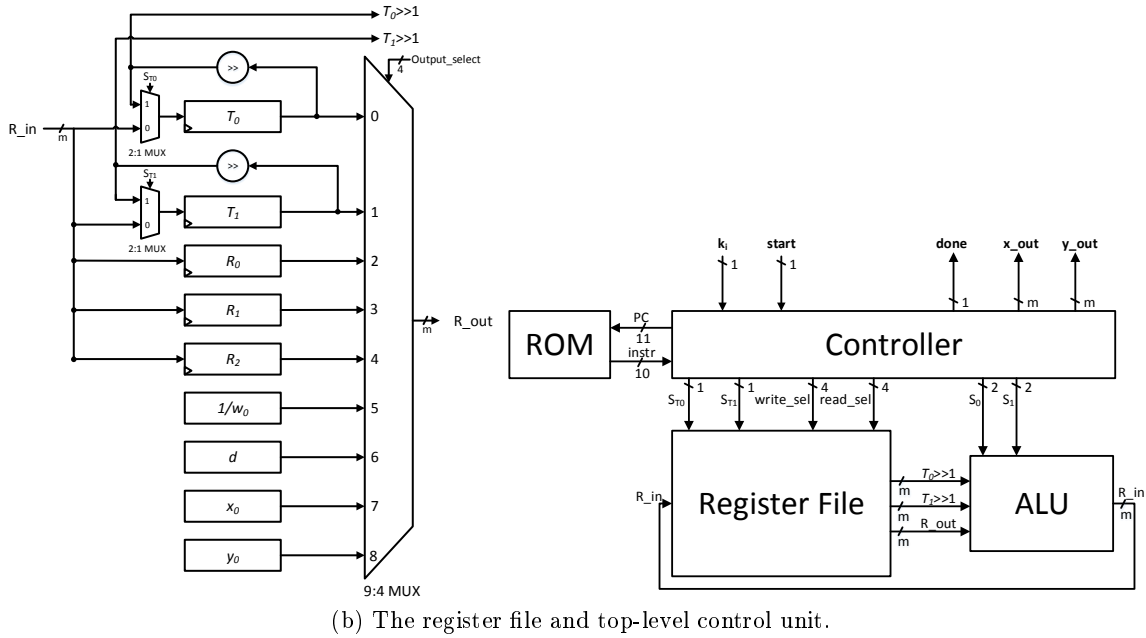 T₀>>1
T₁>>1
Output_select
4
>>
S_T0
1
0
T₀
0
R_in
m
2:1 MUX
>>
S_T1
1
0
T₁
1
2:1 MUX
R₀
2
R₁
3
R_out
m
R₂
4
1/w₀
5
d
6
x₀
7
y₀
8
9:4 MUX
kᵢ
start
done
x_out
y_out
1
1
1
m
m
ROM
PC
11
instr
10
Controller
S_T0
1
S_T1
1
write_sel
4
read_sel
4
S₀
2
S₁
2
R_in
Register File
T₀>>1
m
T₁>>1
m
R_out
m
ALU
R_in
m
(b) The register file and top-level control unit.